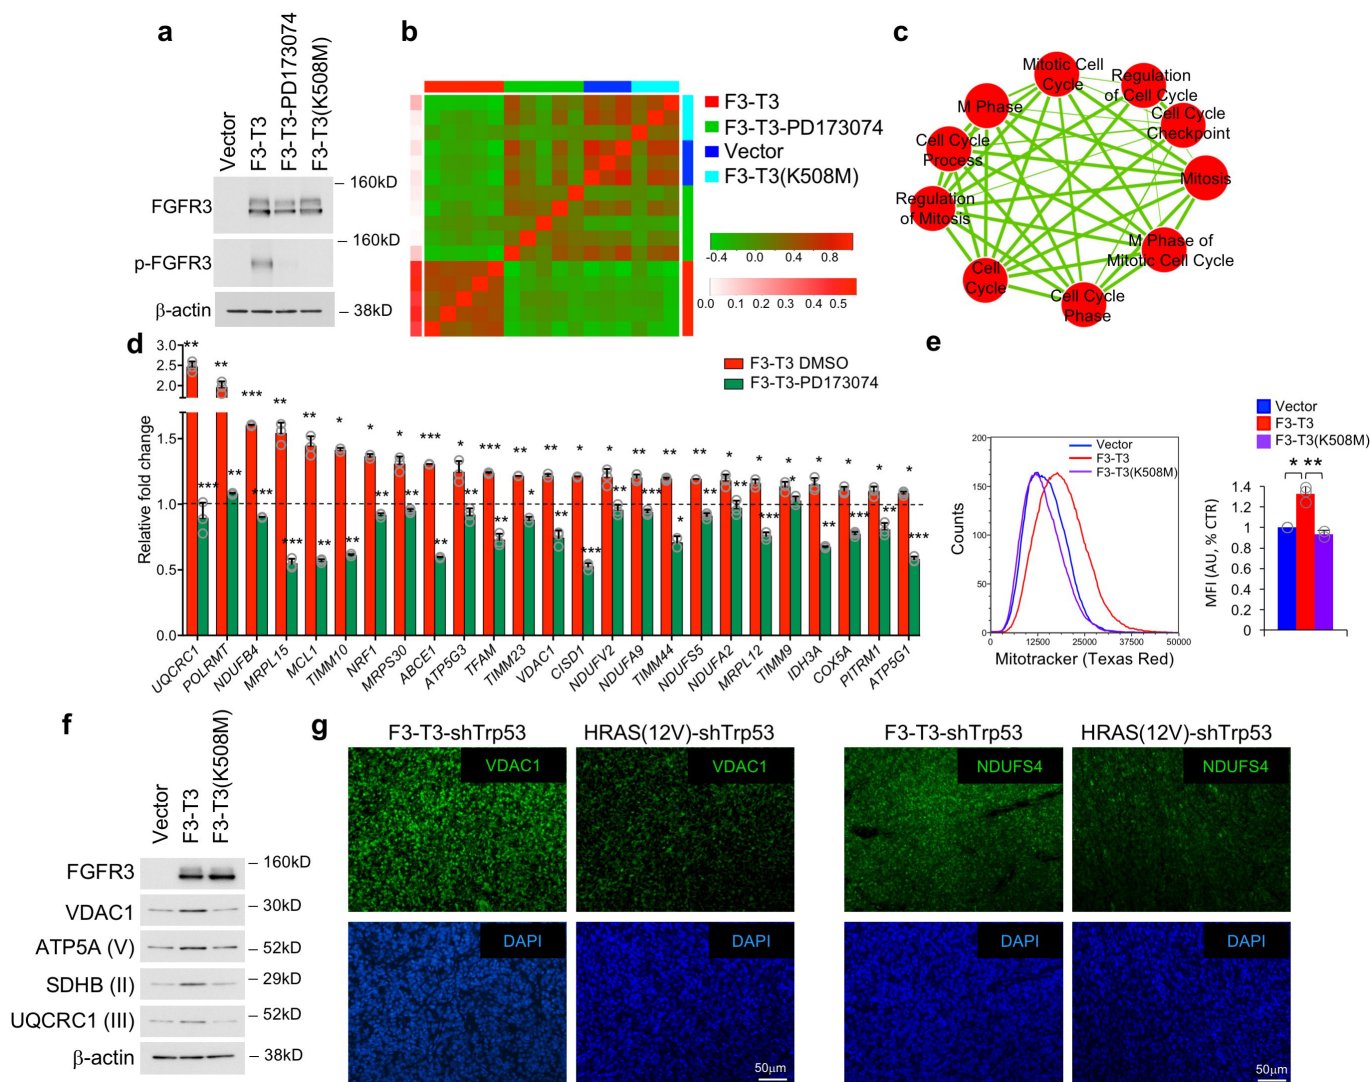 a
Vector
F3-T3
F3-T3-PD173074
F3-T3(K508M)
FGFR3
– 160kD
– 160kD
p-FGFR3
β-actin
– 38kD
b
F3-T3
F3-T3-PD173074
Vector
F3-T3(K508M)
-0.4 0.0 0.4 0.8
0.0 0.1 0.2 0.3 0.4 0.5
c
Mitotic Cell
Cycle
Regulation
of Cell Cycle
M Phase
Cell Cycle
Checkpoint
Cell Cycle
Process
Mitosis
Regulation
of Mitosis
M Phase of
Mitotic Cell Cycle
Cell
Cycle
Cell Cycle
Phase
d
F3-T3 DMSO
F3-T3-PD173074
Relative fold change
3.0
2.5
2.0
1.5
1.0
0.5
0.0
** ** *** ** ** * * * *** * *** ** ** * * * * ** * * * * * * *
*** ** *** *** ** ** ** ** ** ** ** * ** *** ** *** * ** ** *** * ** *** ** ***
UQCRC1
POLRMT
NDUFB4
MRPL15
MCL1
TIMM10
NRF1
MRPS30
ABCE1
ATP5G3
TFAM
TIMM23
VDAC1
CISD1
NDUFV2
NDUFA9
TIMM44
NDUFS5
NDUFA2
MRPL12
TIMM9
IDH3A
COX5A
PITRM1
ATP5G1
e
Vector
F3-T3
F3-T3(K508M)
Counts
200
150
100
50
0
0 12500 25000 37500 50000
Mitotracker (Texas Red)
Vector
F3-T3
F3-T3(K508M)
* **
MFI (AU, % CTR)
1.4
1.2
1
0.8
0.6
0.4
0.2
0
f
Vector
F3-T3
F3-T3(K508M)
FGFR3
– 160kD
VDAC1
– 30kD
ATP5A (V)
– 52kD
SDHB (II)
– 29kD
UQCRC1 (III)
– 52kD
β-actin
– 38kD
g
F3-T3-shTrp53
HRAS(12V)-shTrp53
F3-T3-shTrp53
HRAS(12V)-shTrp53
VDAC1
VDAC1
NDUFS4
NDUFS4
DAPI
DAPI
DAPI
DAPI
50μm
50μm